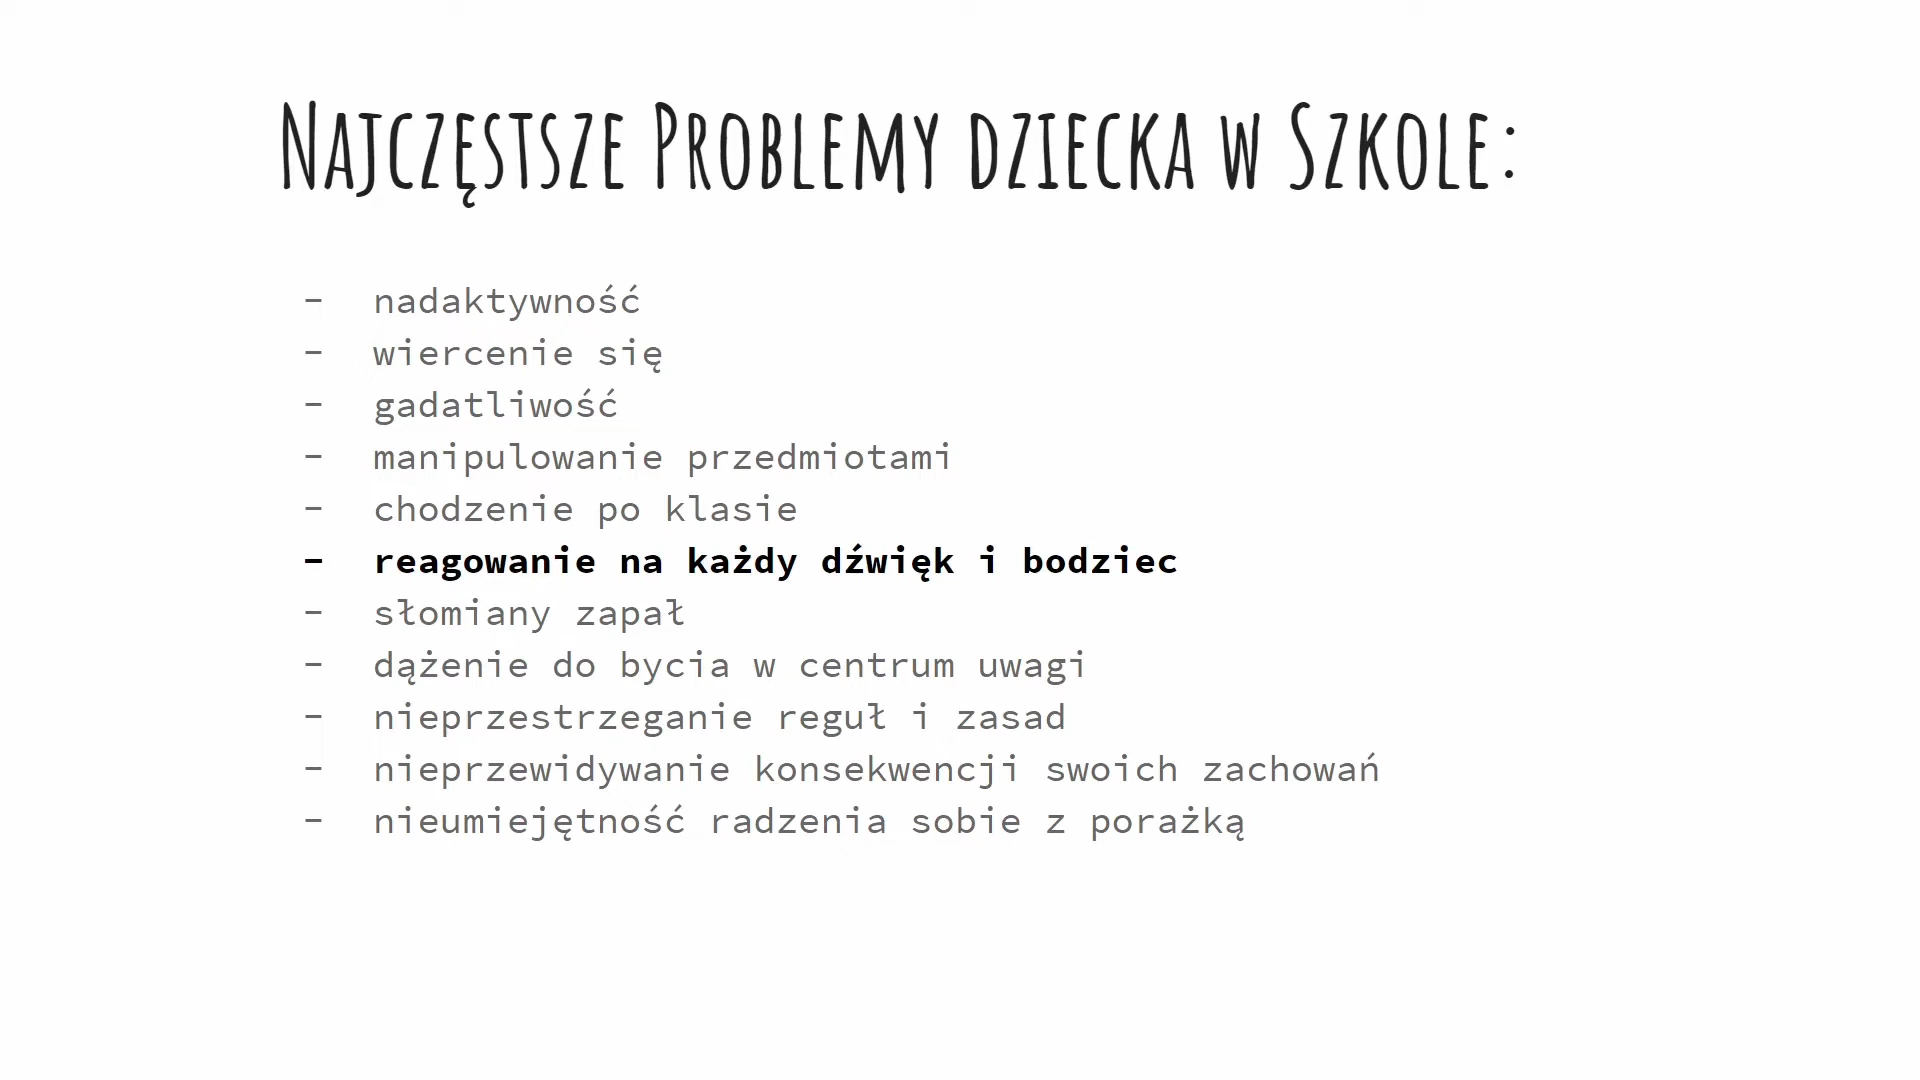 Najczęstsze Problemy dziecka w Szkole:
- nadaktywność
- wiercenie się
- gadatliwość
- manipulowanie przedmiotami
- chodzenie po klasie
- reagowanie na każdy dźwięk i bodziec
- słomiany zapał
- dążenie do bycia w centrum uwagi
- nieprzestrzeganie reguł i zasad
- nieprzewidywanie konsekwencji swoich zachowań
- nieumiejętność radzenia sobie z porażką